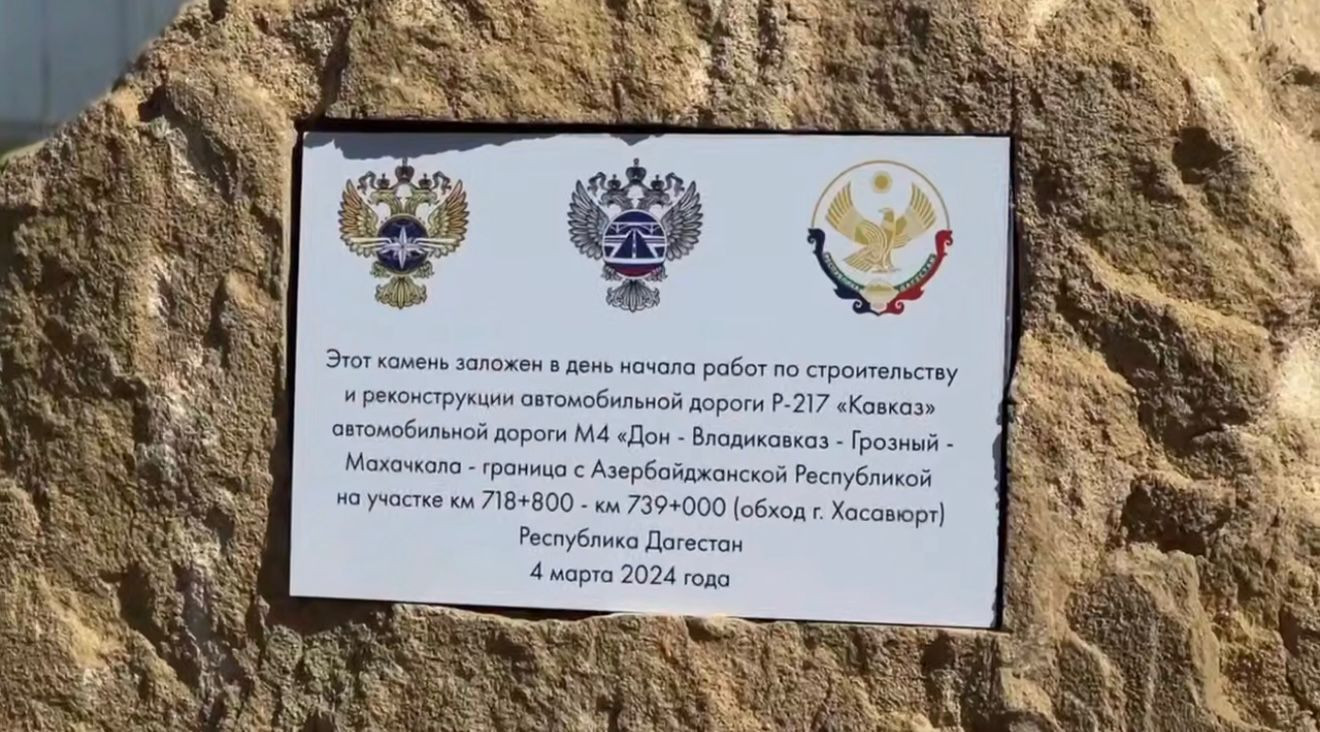 Этот камень заложен в день начала работ по строительству
и реконструкции автомобильной дороги Р-217 «Кавказ»
автомобильной дороги М4 «Дон - Владикавказ - Грозный -
Махачкала - граница с Азербайджанской Республикой
на участке км 718+800 - км 739+000 (обход г. Хасавюрт)
Республика Дагестан
4 марта 2024 года